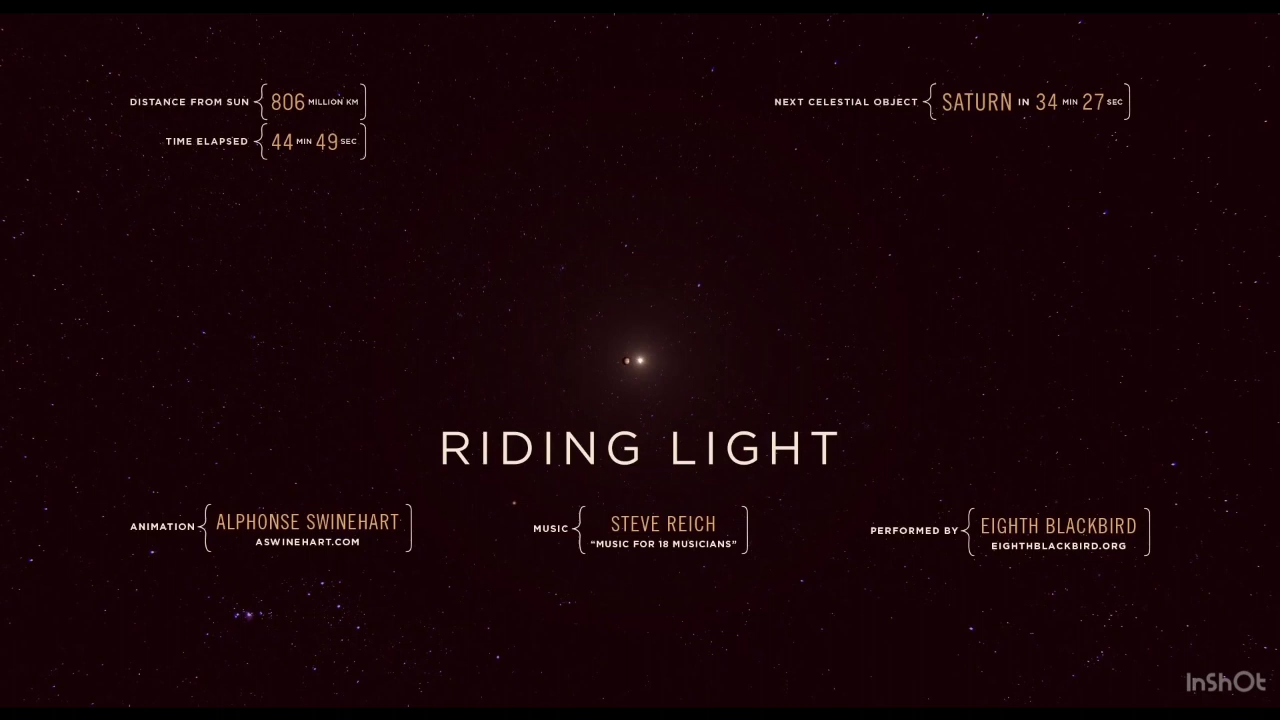 DISTANCE FROM SUN 806 MILLION KM
NEXT CELESTIAL OBJECT SATURN IN 34 MIN 27 SEC
TIME ELAPSED 44 MIN 49 SEC
RIDING LIGHT
ANIMATION ALPHONSE SWINEHART
ASWINEHART.COM
MUSIC STEVE REICH
"MUSIC FOR 18 MUSICIANS"
PERFORMED BY EIGHTH BLACKBIRD
EIGHTHBLACKBIRD.ORG
InShOt